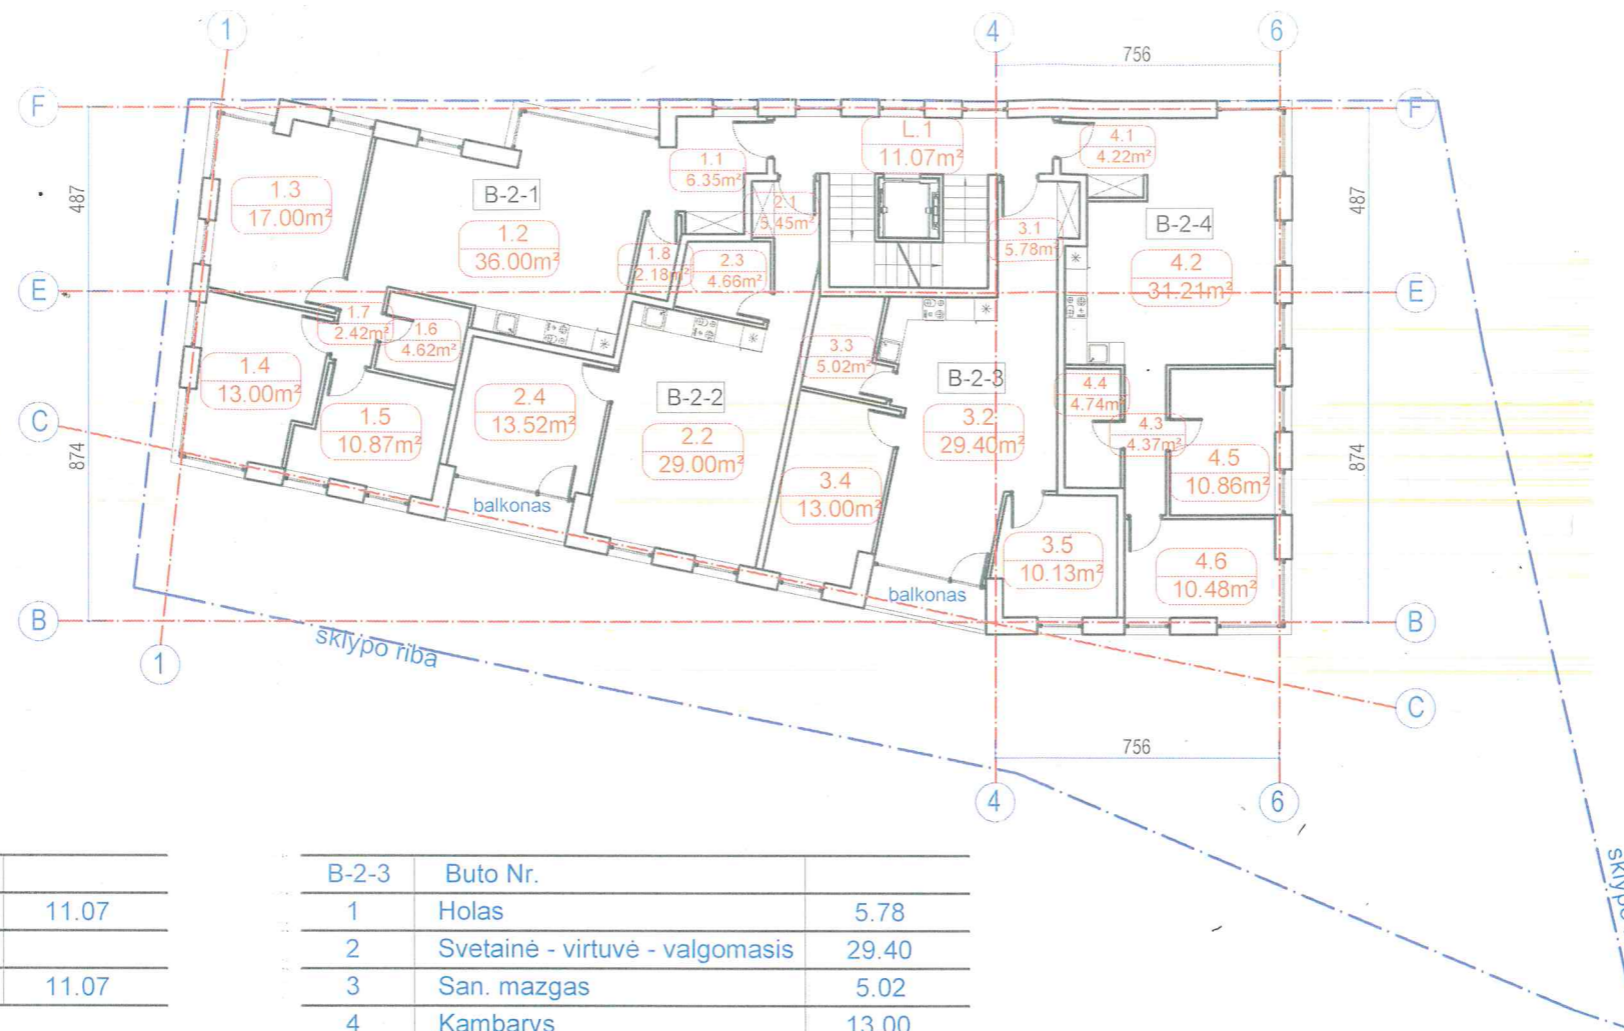 1
4
6
756
F
F
L.1
11.07m²
4.1
4.22m²
1.1
6.35m²
487
1.3
17.00m²
B-2-1
2.1
5.45m²
487
1.2
36.00m²
3.1
5.78m²
B-2-4
1.8
2.18m²
2.3
4.66m²
4.2
31.21m²
E
E
1.7
2.42m²
1.6
4.62m²
3.3
5.02m²
1.4
13.00m²
B-2-3
B-2-2
2.4
13.52m²
4.4
4.74m²
C
1.5
10.87m²
2.2
29.00m²
3.2
29.40m²
4.3
4.37m²
874
874
3.4
13.00m²
4.5
10.86m²
balkonas
3.5
10.13m²
4.6
10.48m²
balkonas
B
B
sklypo riba
1
C
756
4
6
sklypo
11.07
11.07
B-2-3 Buto Nr.
1 Holas 5.78
2 Svetainė - virtuvė - valgomasis 29.40
3 San. mazgas 5.02
4 Kambarys 13.00